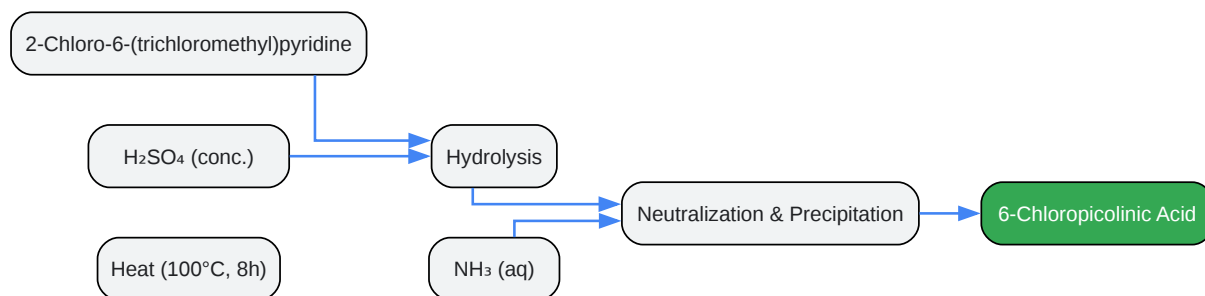 2-Chloro-6-(trichloromethyl)pyridine
H₂SO₄ (conc.)
Hydrolysis
Neutralization & Precipitation
6-Chloropicolinic Acid
Heat (100°C, 8h)
NH₃ (aq)